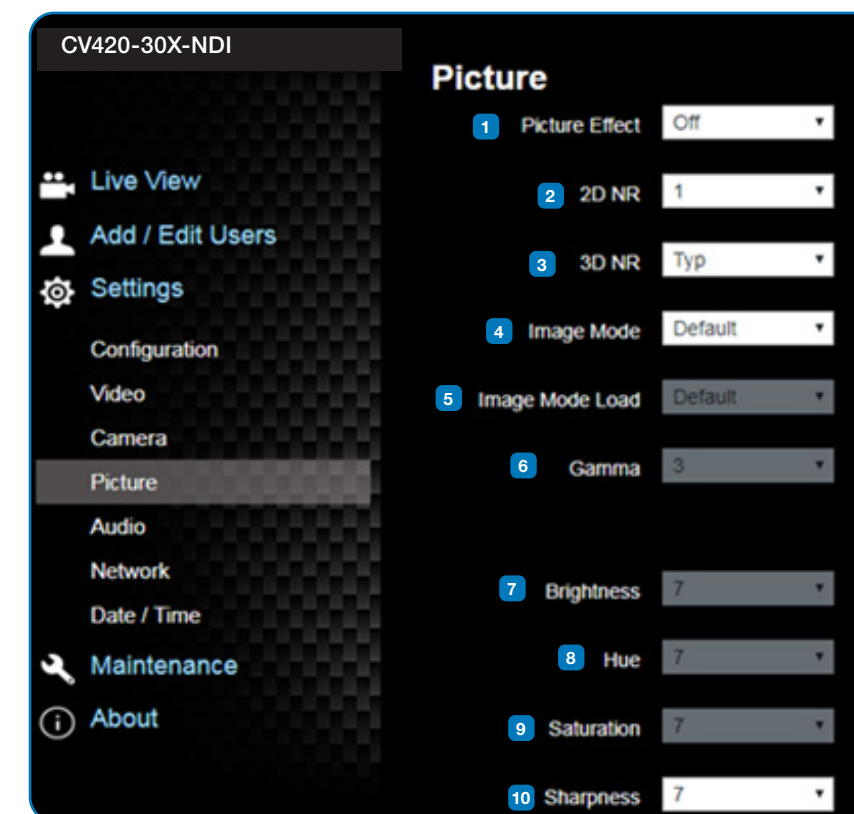 CV420-30X-NDI
Live View
Add / Edit Users
Settings
Configuration
Video
Camera
Picture
Audio
Network
Date / Time
Maintenance
About
Picture
1 Picture Effect Off
2 2D NR 1
3 3D NR Typ
4 Image Mode Default
5 Image Mode Load Default
6 Gamma 3
7 Brightness 7
8 Hue 7
9 Saturation 7
10 Sharpness 7